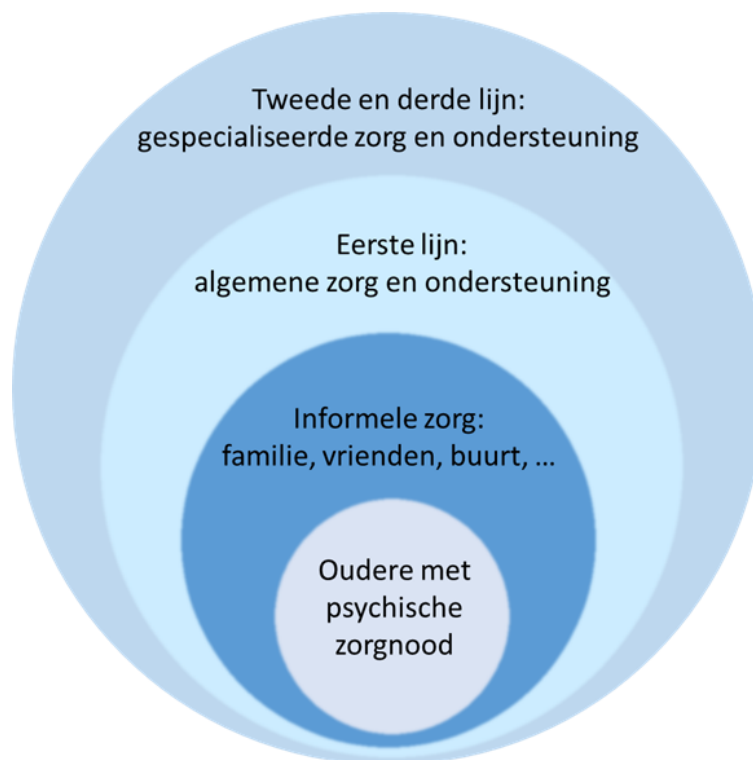 Tweede en derde lijn:
gespecialiseerde zorg en ondersteuning
Eerste lijn:
algemene zorg en ondersteuning
Informele zorg:
familie, vrienden, buurt, …
Oudere met
psychische
zorgnood